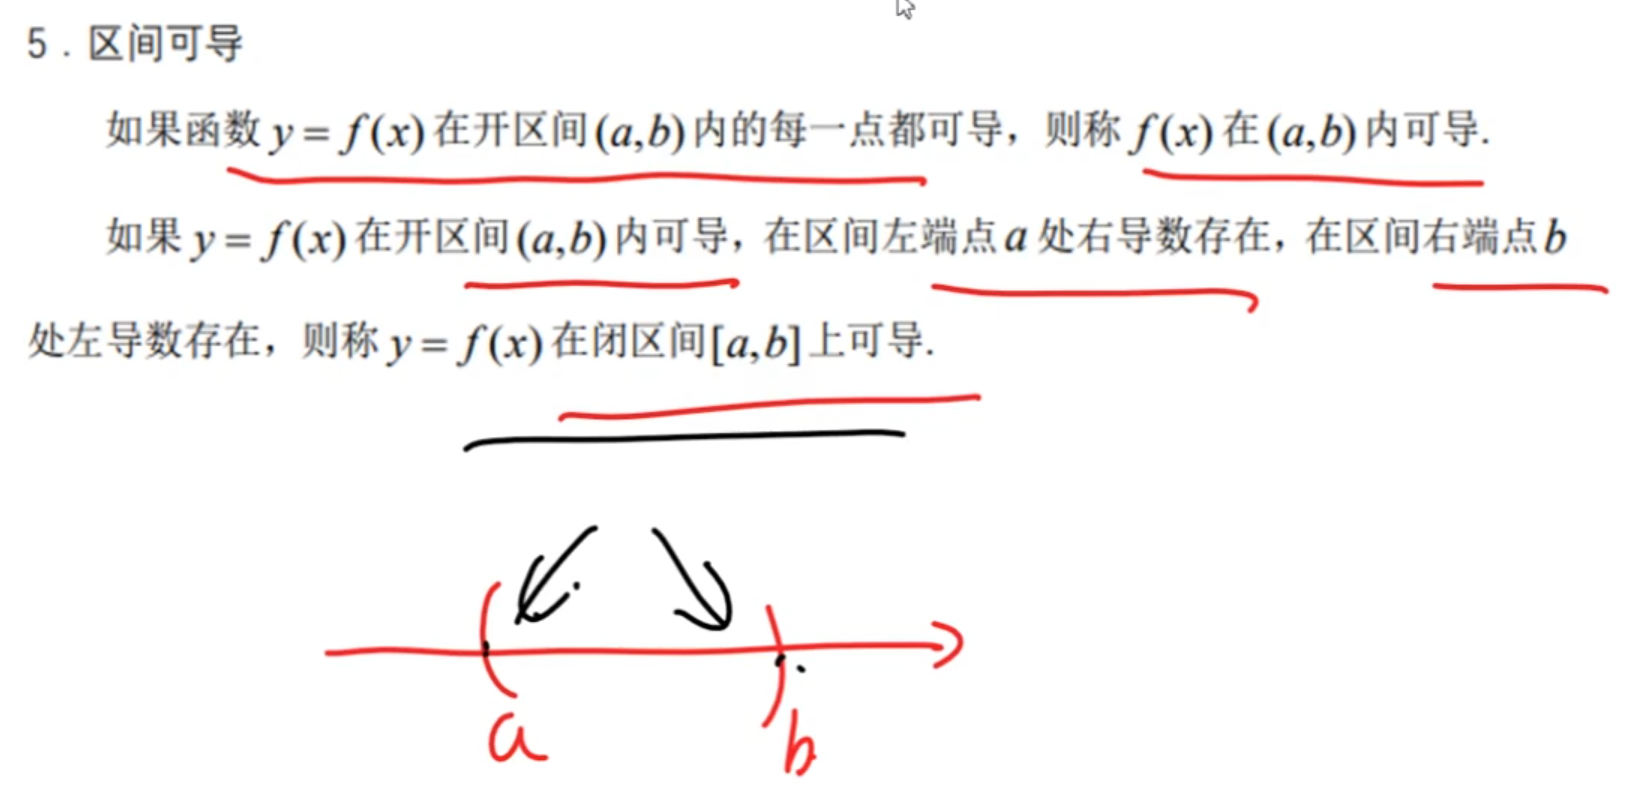 5．区间可导
如果函数 y = f(x) 在开区间 (a,b) 内的每一点都可导，则称 f(x) 在 (a,b) 内可导.
如果 y = f(x) 在开区间 (a,b) 内可导，在区间左端点 a 处右导数存在，在区间右端点 b
处左导数存在，则称 y = f(x) 在闭区间 [a,b] 上可导.
a b